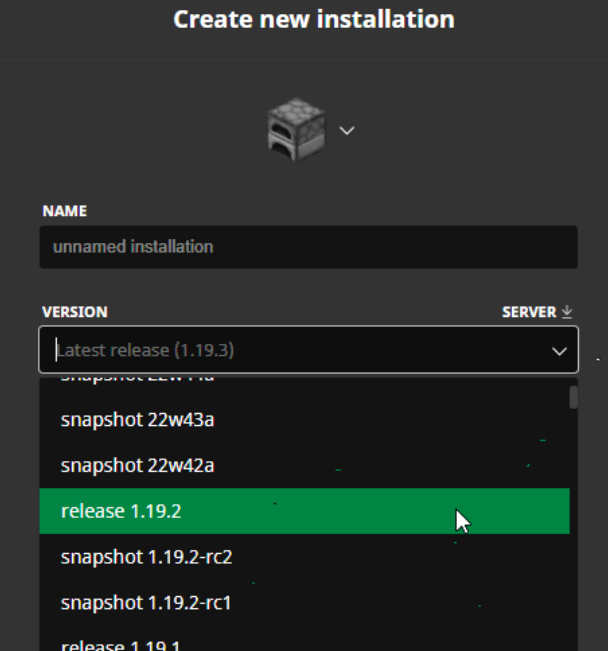 Create new installation
NAME
unnamed installation
VERSION
SERVER
Latest release (1.19.3)
snapshot 22w43a
snapshot 22w42a
release 1.19.2
snapshot 1.19.2-rc2
snapshot 1.19.2-rc1
release 1.19.1